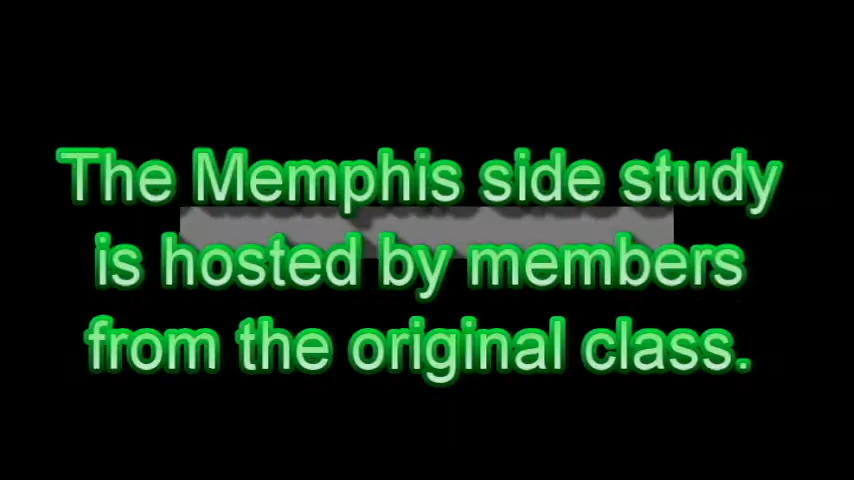 The Memphis side study
is hosted by members
from the original class.